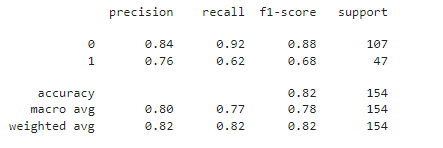 precision recall f1-score support
0 0.84 0.92 0.88 107
1 0.76 0.62 0.68 47
accuracy 0.82 154
macro avg 0.80 0.77 0.78 154
weighted avg 0.82 0.82 0.82 154